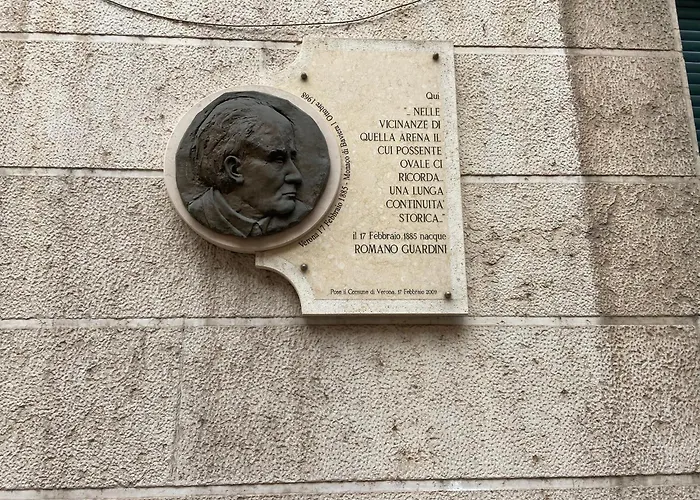 Verona 17 Febbraio 1885 - Monaco di Baviera 1 Ottobre 1968
Qui
"... NELLE
VICINANZE DI
QUELLA ARENA IL
CUI POSSENTE
OVALE CI
RICORDA...
UNA LUNGA
CONTINUITA'
STORICA..."
il 17 Febbraio 1885 nacque
ROMANO GUARDINI
Pose il Comune di Verona, 17 Febbraio